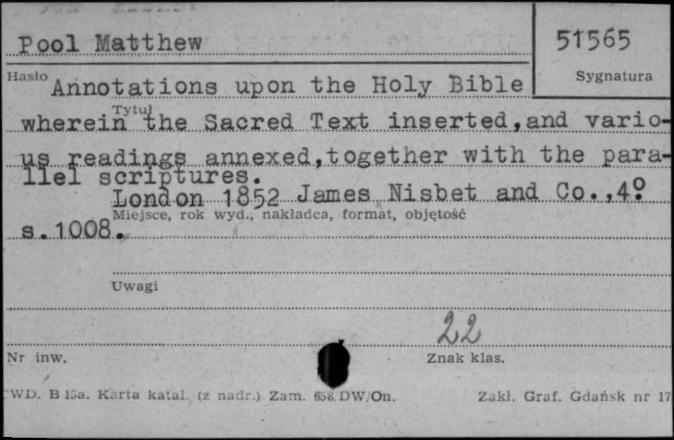 Pool Matthew
51565
Hasło
Sygnatura
Annotations upon the Holy Bible
Tytuł
wherein the Sacred Text inserted,and vario-
us readings annexed,together with the para-
llel scriptures.
London 1852 James Nisbet and Co.,4º
Miejsce, rok wyd., nakładca, format, objętość
s.1008.
Uwagi
22
Nr inw.
Znak klas.
WD. B 15a. Karta katal. (z nadr.) Zam. 658 DW/On.
Zakł. Graf. Gdańsk nr 17